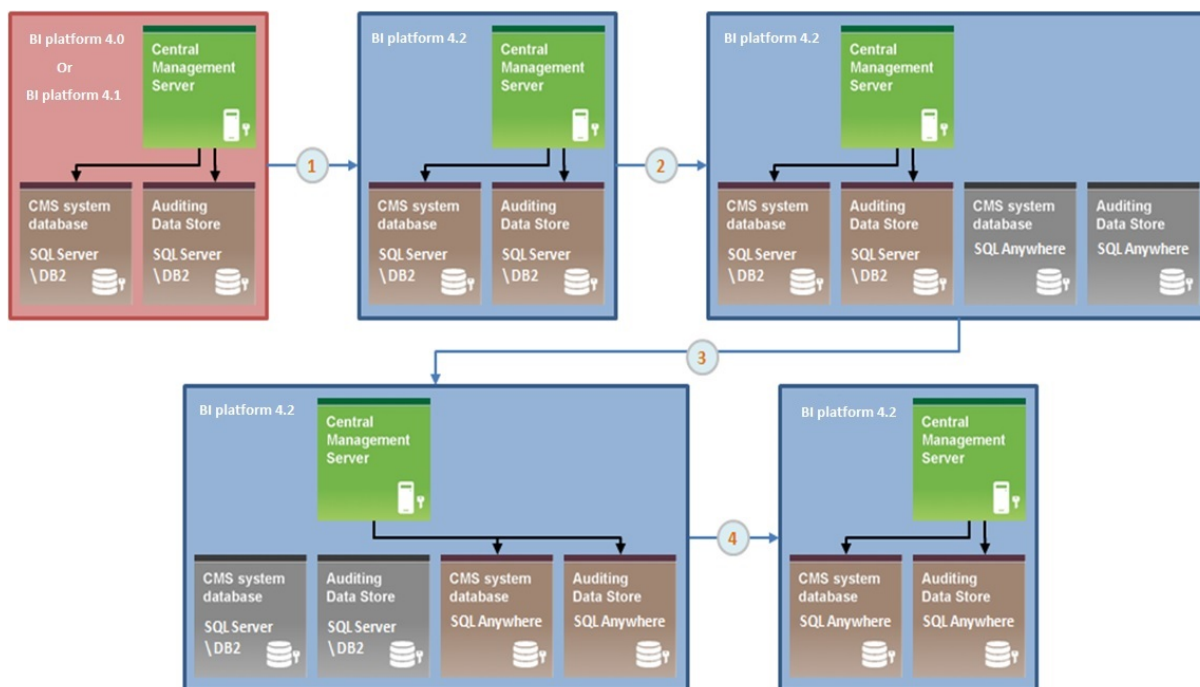 BI platform 4.0
Or
BI platform 4.1
Central
Management
Server
CMS system
database
SQL Server
\DB2
Auditing
Data Store
SQL Server
\DB2
1
BI platform 4.2
Central
Management
Server
CMS system
database
SQL Server
\DB2
Auditing
Data Store
SQL Server
\DB2
2
BI platform 4.2
Central
Management
Server
CMS system
database
SQL Server
\DB2
Auditing
Data Store
SQL Server
\DB2
CMS system
database
SQL Anywhere
Auditing
Data Store
SQL Anywhere
3
BI platform 4.2
Central
Management
Server
CMS system
database
SQL Server
\DB2
Auditing
Data Store
SQL Server
\DB2
CMS system
database
SQL Anywhere
Auditing
Data Store
SQL Anywhere
4
BI platform 4.2
Central
Management
Server
CMS system
database
SQL Anywhere
Auditing
Data Store
SQL Anywhere